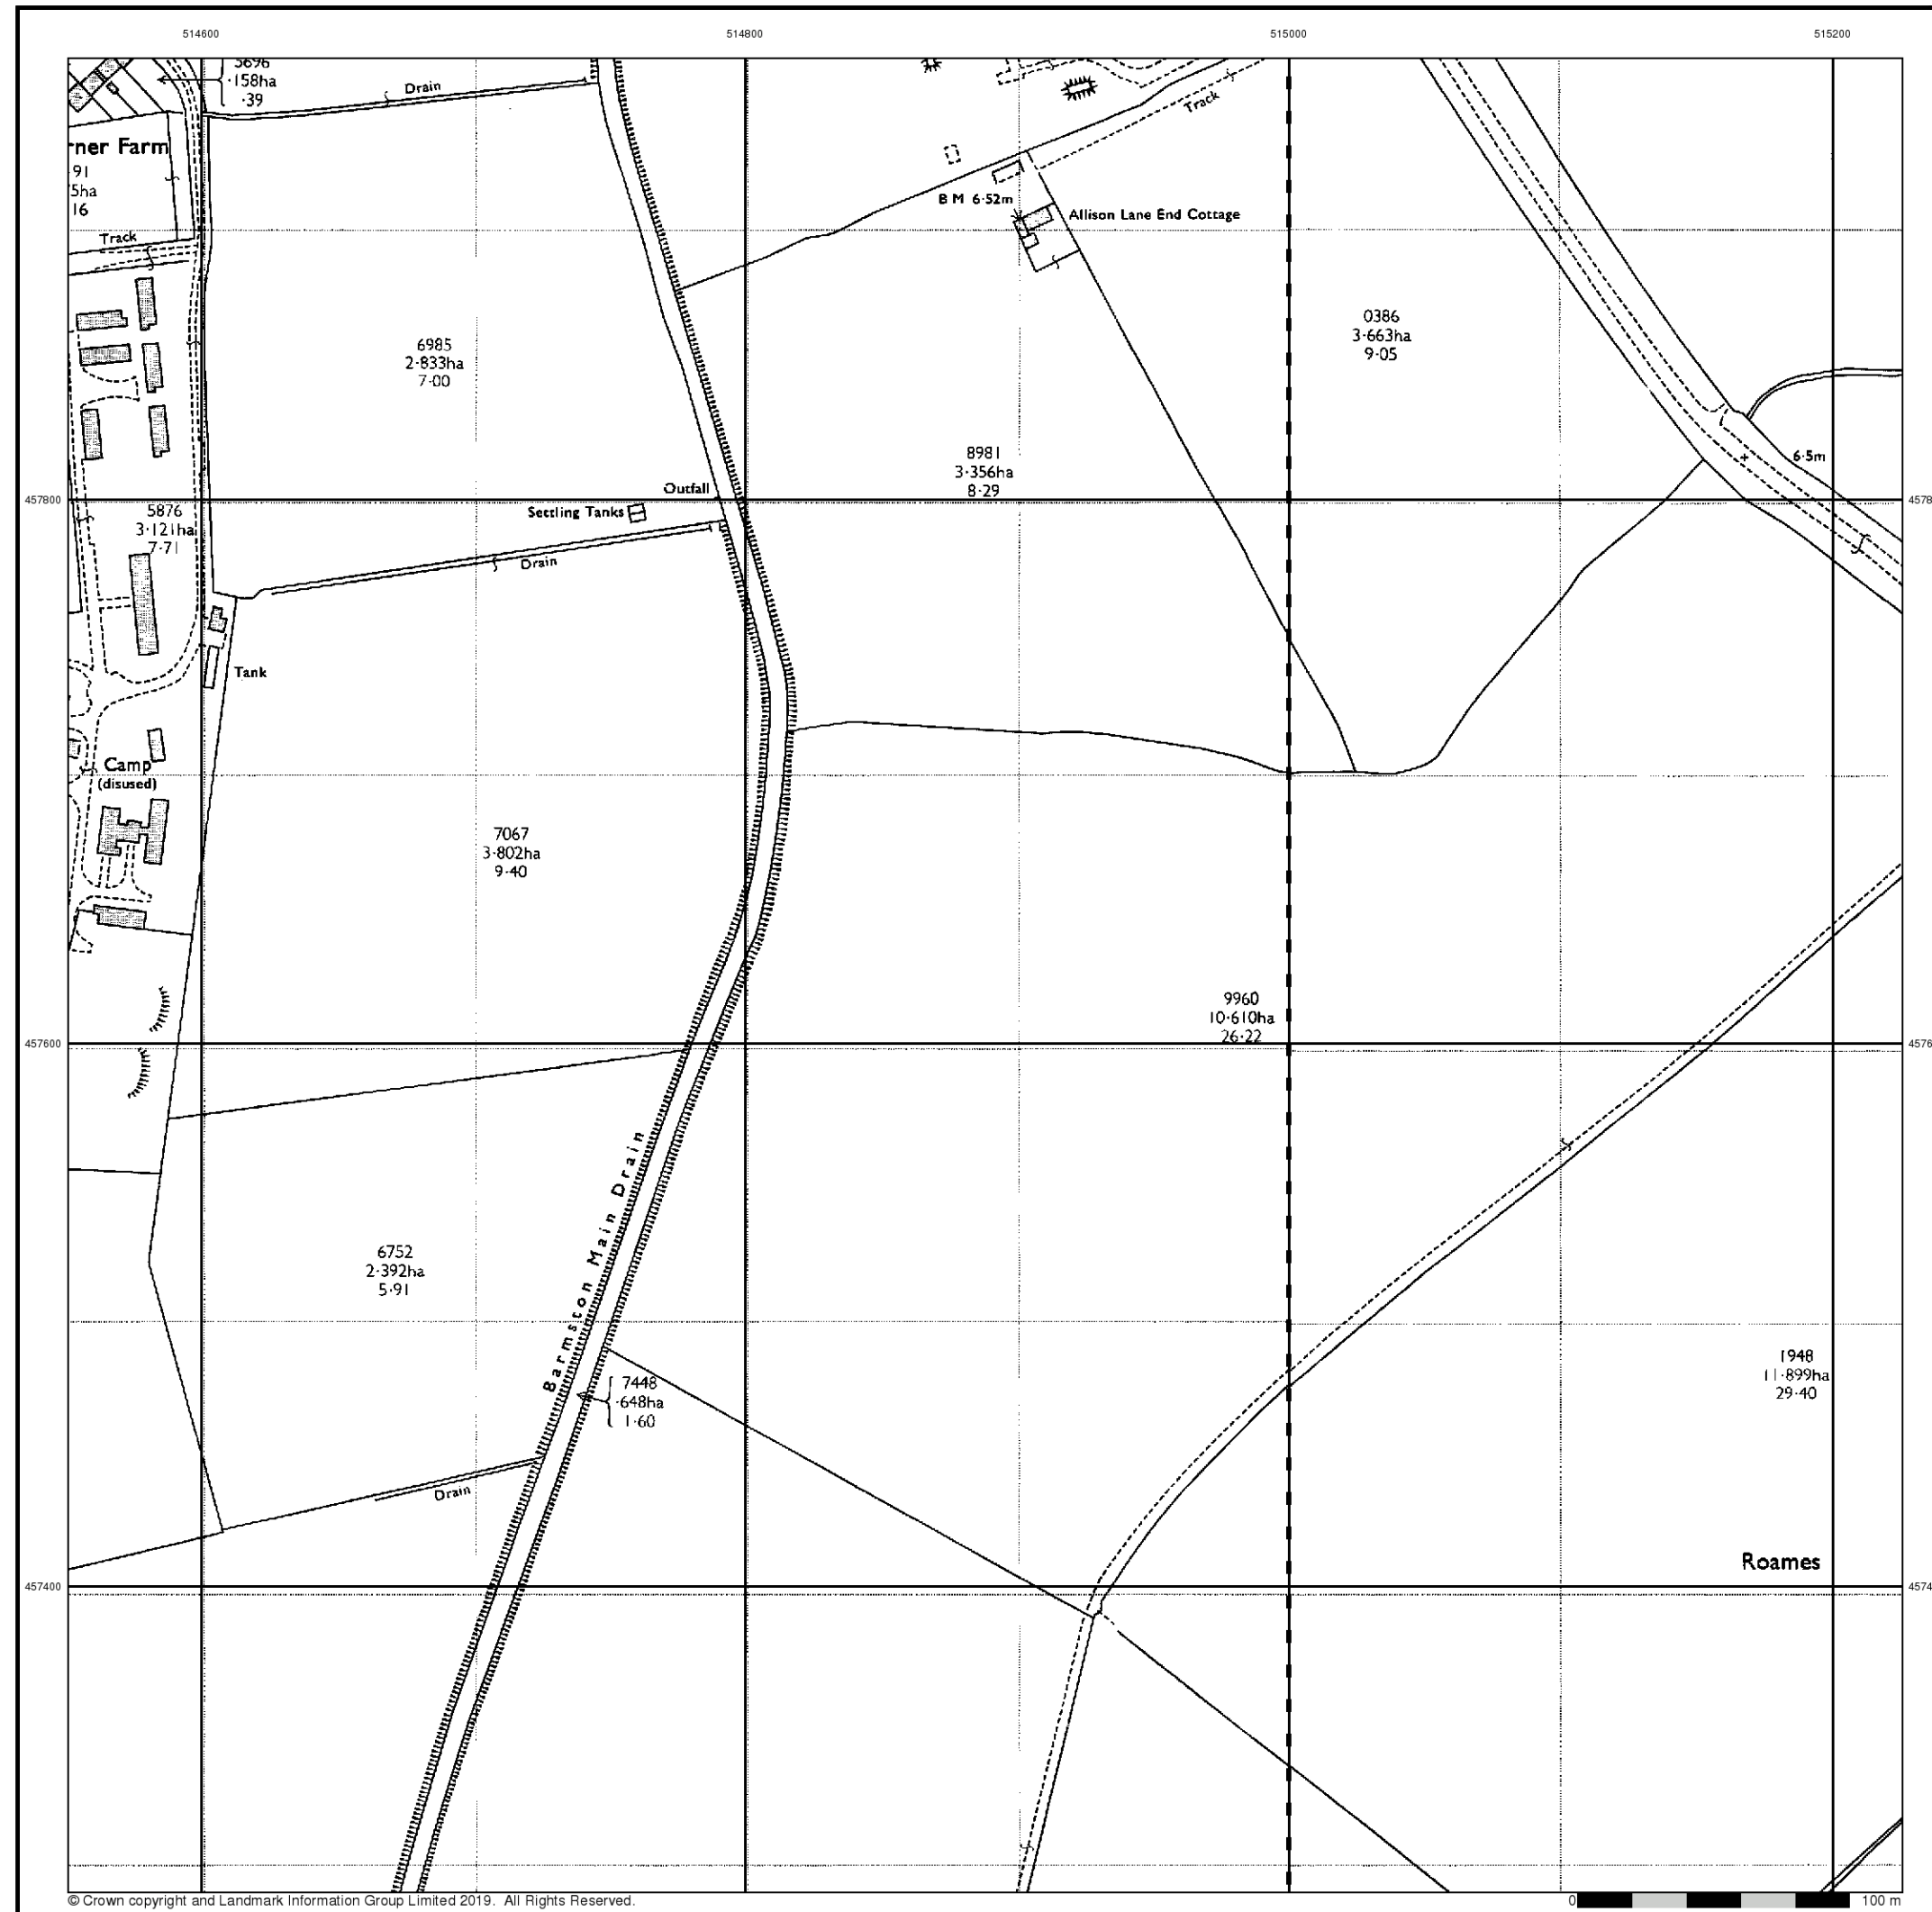 514600
514800
515000
515200
5696
·158ha
·39
Drain
Track
rner Farm
·91
5ha
16
B M 6·52m
Allison Lane End Cottage
Track
0386
3·663ha
9·05
6985
2·833ha
7·00
8981
3·356ha
8·29
6·5m
Outfall
457800
4578
Settling Tanks
5876
3·121ha
7·71
Drain
Tank
Camp
(disused)
7067
3·802ha
9·40
9960
10·610ha
26·22
457600
4576
Barmston Main Drain
6752
2·392ha
5·91
1948
11·899ha
29·40
7448
·648ha
1·60
Drain
Roames
457400
4574
© Crown copyright and Landmark Information Group Limited 2019. All Rights Reserved.
0
100 m